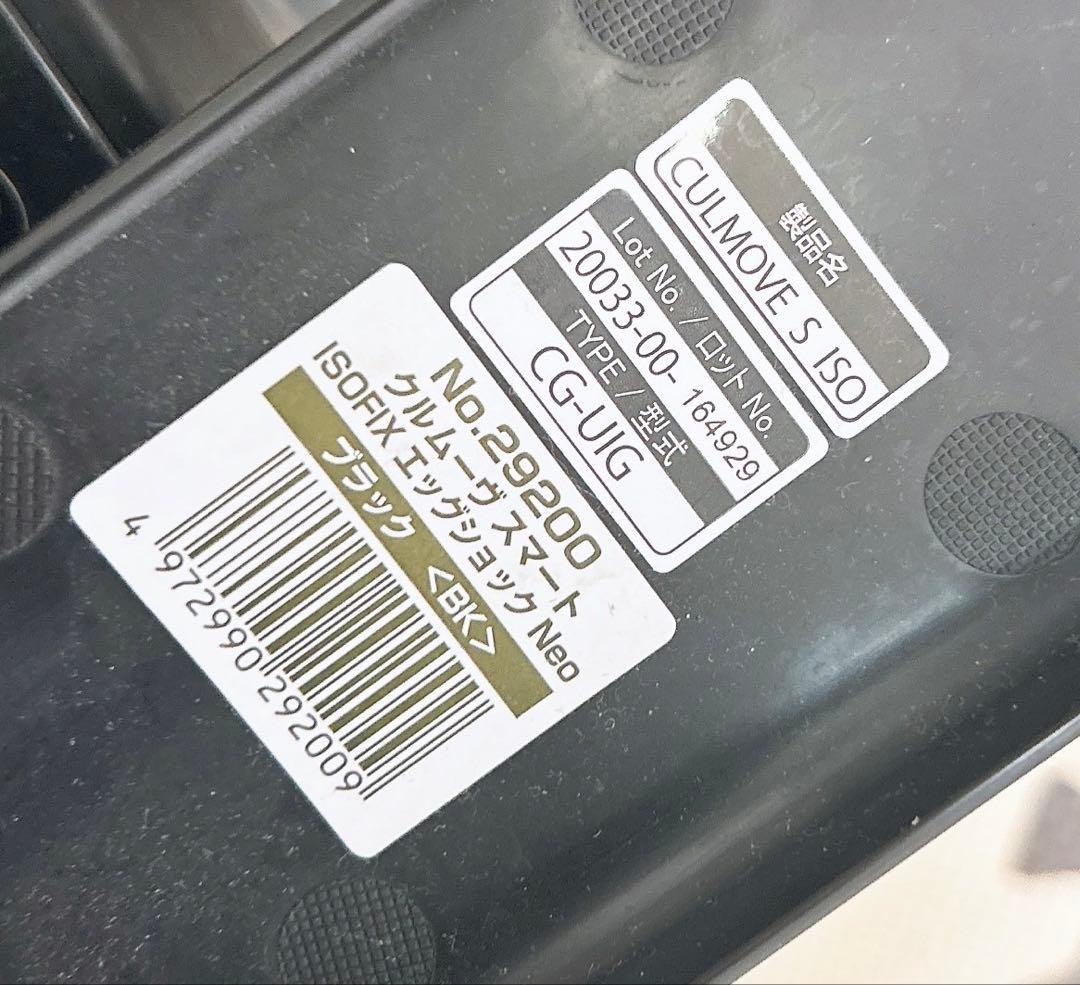 製品名
CULMOVE S ISO
Lot No. / ロット No.
20033-00- 164929
TYPE / 型式
CG-UIG
No.29200
クルムーヴ スマート
ISOFIX エッグショック Neo
ブラック <BK>
4 972990 292009